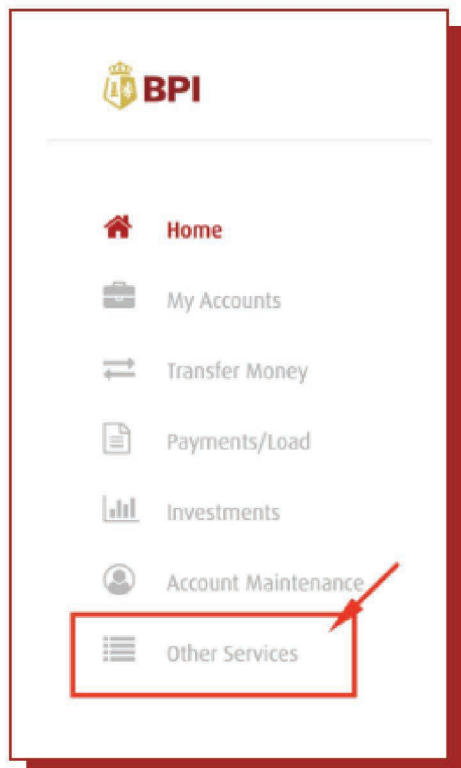 BPI
Home
My Accounts
Transfer Money
Payments/Load
Investments
Account Maintenance
Other Services